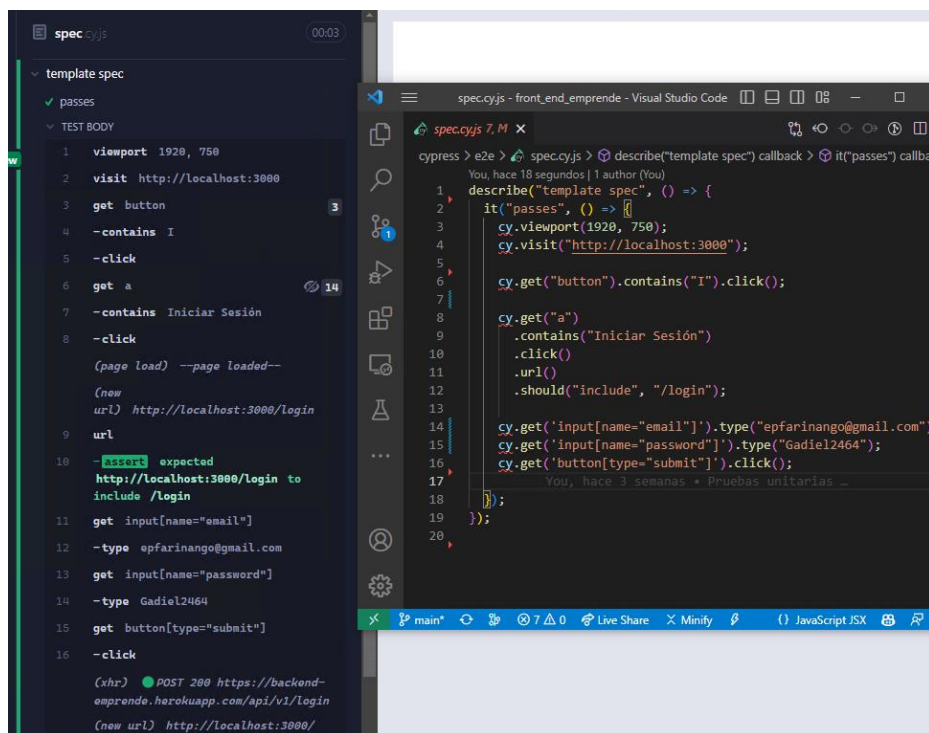 spec.cy.js 00:03
template spec
passes
TEST BODY
1 viewport 1920, 750
2 visit http://localhost:3000
3 get button 3
4 -contains I
5 -click
6 get a 14
7 -contains Iniciar Sesión
8 -click
(page load) --page loaded--
(new
url) http://localhost:3000/login
9 url
10 -assert expected
http://localhost:3000/login to
include /login
11 get input[name="email"]
12 -type epfarinango@gmail.com
13 get input[name="password"]
14 -type Gadiel2464
15 get button[type="submit"]
16 -click
(xhr) POST 200 https://backend-
emprende.herokuapp.com/api/v1/login
(new url) http://localhost:3000/
w
spec.cy.js - front_end_emprende - Visual Studio Code
spec.cy.js 7, M
cypress > e2e > spec.cy.js > describe("template spec") callback > it("passes") callba
You, hace 18 segundos | 1 author (You)
1 describe("template spec", () => {
2 it("passes", () => {
3 cy.viewport(1920, 750);
4 cy.visit("http://localhost:3000");
5
6 cy.get("button").contains("I").click();
7
8 cy.get("a")
9 .contains("Iniciar Sesión")
10 .click()
11 .url()
12 .should("include", "/login");
13
14 cy.get('input[name="email"]').type("epfarinango@gmail.com")
15 cy.get('input[name="password"]').type("Gadiel2464");
16 cy.get('button[type="submit"]').click();
17 You, hace 3 semanas • Pruebas unitarias …
18 });
19 });
20
1
main* 7 0 Live Share Minify {} JavaScript JSX